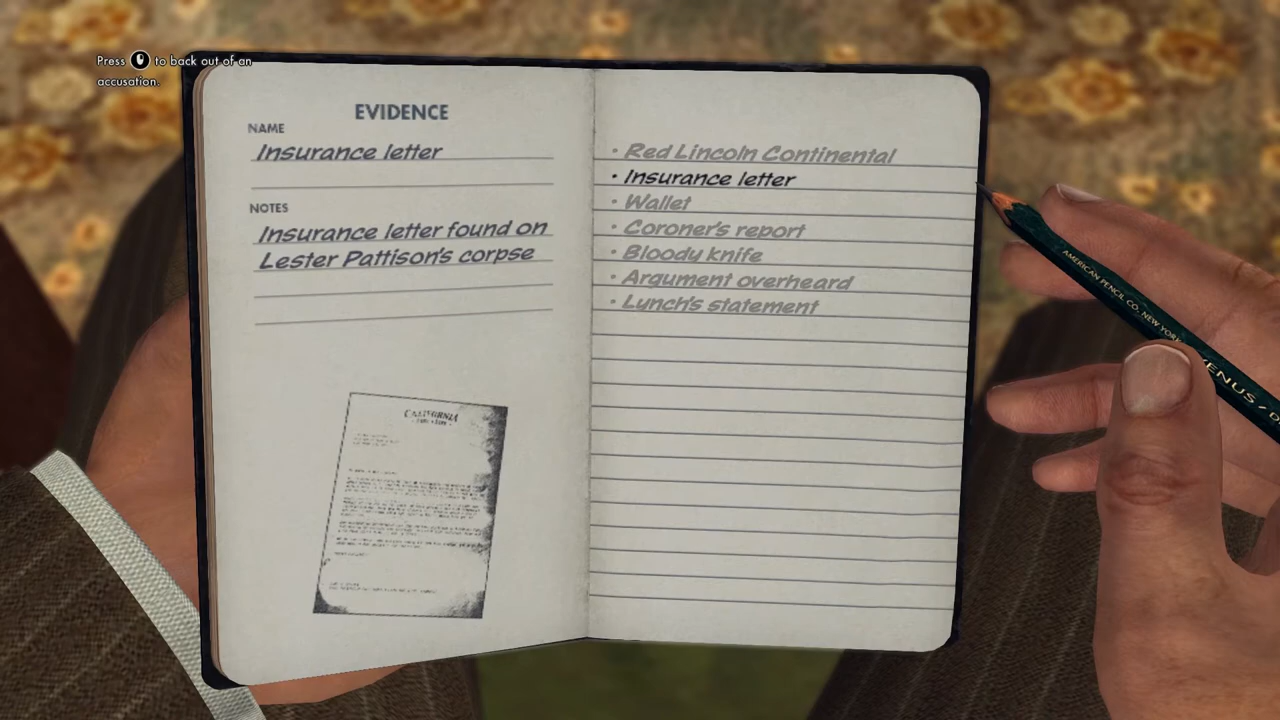 Press to back out of an
accusation.
EVIDENCE
NAME
Insurance letter
NOTES
Insurance letter found on
Lester Pattison's corpse
CALIFORNIA
• Red Lincoln Continental
• Insurance letter
• Wallet
• Coroner's report
• Bloody knife
• Argument overheard
• Lynch's statement
AMERICAN PENCIL CO. NEW YORK
VENUS